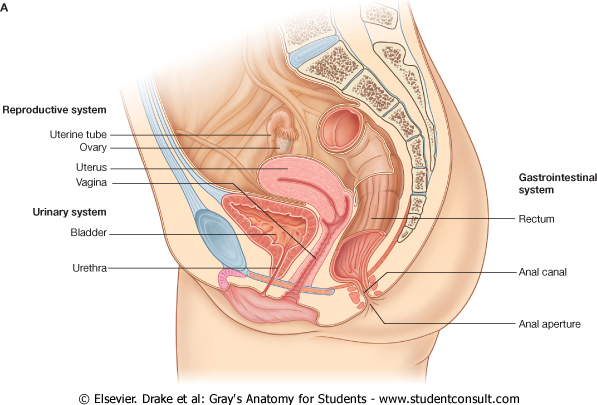 A
Reproductive system
Uterine tube
Ovary
Uterus
Vagina
Urinary system
Bladder
Urethra
Gastrointestinal
system
Rectum
Anal canal
Anal aperture
© Elsevier. Drake et al: Gray's Anatomy for Students - www.studentconsult.com